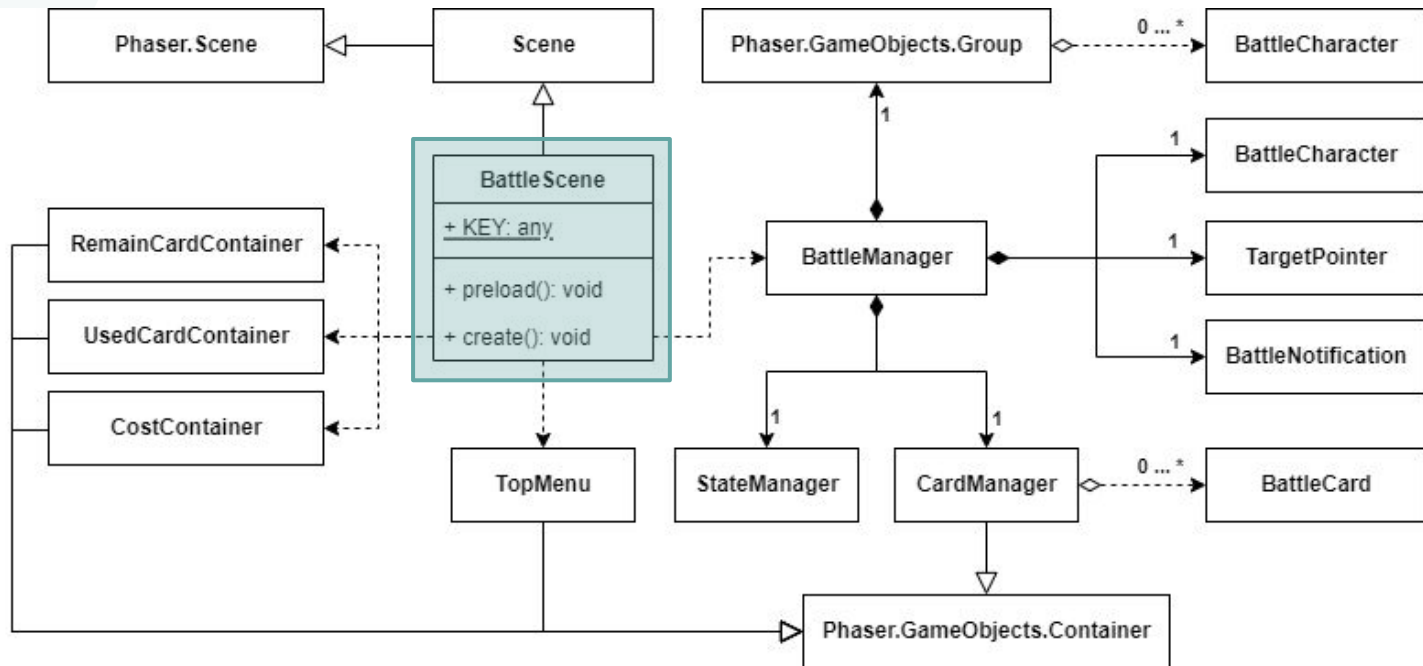 Phaser.Scene
Scene
Phaser.GameObjects.Group
0 ... *
BattleCharacter
1
BattleScene
+ KEY: any
+ preload(): void
+ create(): void
RemainCardContainer
UsedCardContainer
CostContainer
BattleManager
1
BattleCharacter
1
TargetPointer
1
BattleNotification
1
1
TopMenu
StateManager
CardManager
0 ... *
BattleCard
Phaser.GameObjects.Container